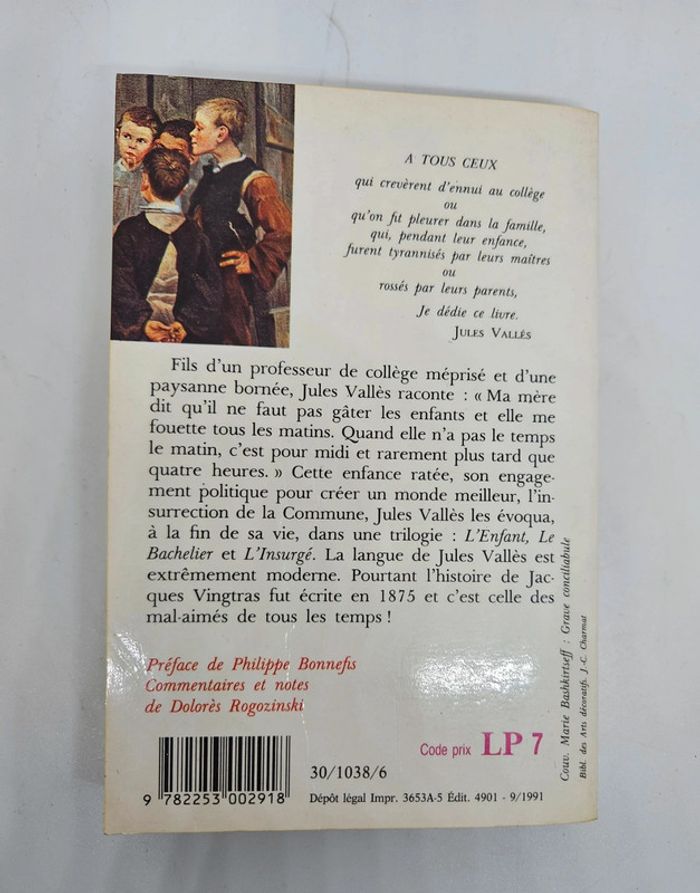 A TOUS CEUX
qui crevèrent d'ennui au collège
ou
qu'on fit pleurer dans la famille,
qui, pendant leur enfance,
furent tyrannisés par leurs maîtres
ou
rossés par leurs parents,
Je dédie ce livre.
JULES VALLÈS
Fils d'un professeur de collège méprisé et d'une
paysanne bornée, Jules Vallès raconte : « Ma mère
dit qu'il ne faut pas gâter les enfants et elle me
fouette tous les matins. Quand elle n'a pas le temps
le matin, c'est pour midi et rarement plus tard que
quatre heures. » Cette enfance ratée, son engage-
ment politique pour créer un monde meilleur, l'in-
surrection de la Commune, Jules Vallès les évoqua,
à la fin de sa vie, dans une trilogie : L'Enfant, Le
Bachelier et L'Insurgé. La langue de Jules Vallès est
extrêmement moderne. Pourtant l'histoire de Jac-
ques Vingtras fut écrite en 1875 et c'est celle des
mal-aimés de tous les temps !
Préface de Philippe Bonnefis
Commentaires et notes
de Dolorès Rogozinski
Couv. Marie Bashkirtseff : Grave conciliabule
Bibl. des Arts décoratifs. J.-C. Charmat
Code prix LP 7
30/1038/6
9 782253 002918
Dépôt légal Impr. 3653A-5 Édit. 4901 - 9/1991